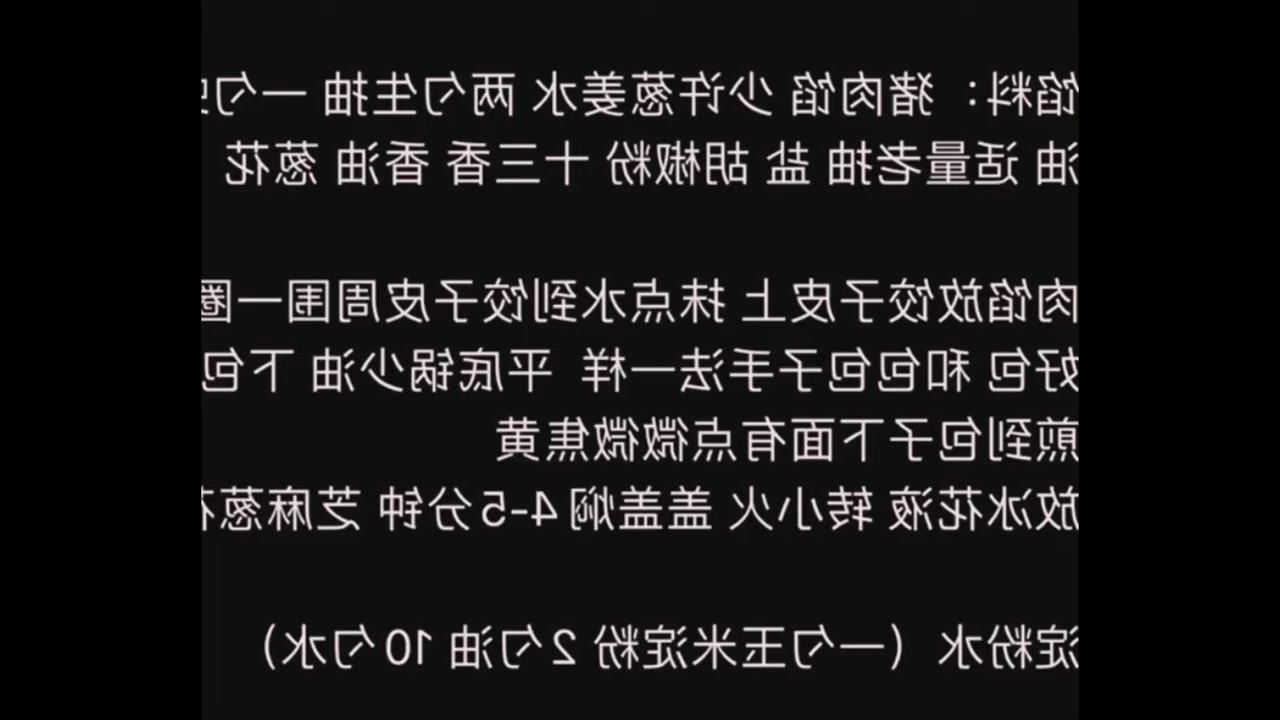 馅料：猪肉馅 少许葱姜水 两勺生抽 一勺
油 适量老抽 盐 胡椒粉 十三香 香油 葱花
肉馅放饺子皮上 抹点水到饺子皮周围一圈
好包 和包包子手法一样 平底锅少油 下包
煎到包子下面有点微微焦黄
放冰花液 转小火 盖盖焖4-5分钟 芝麻葱
淀粉水（一勺玉米淀粉 2勺油 10勺水）